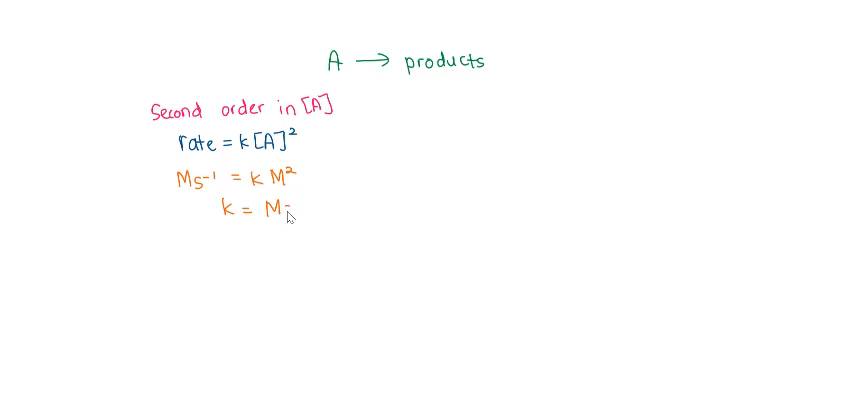 A → products
Second order in [A]
rate = k [A]²
Ms⁻¹ = k M²
k = M⁻